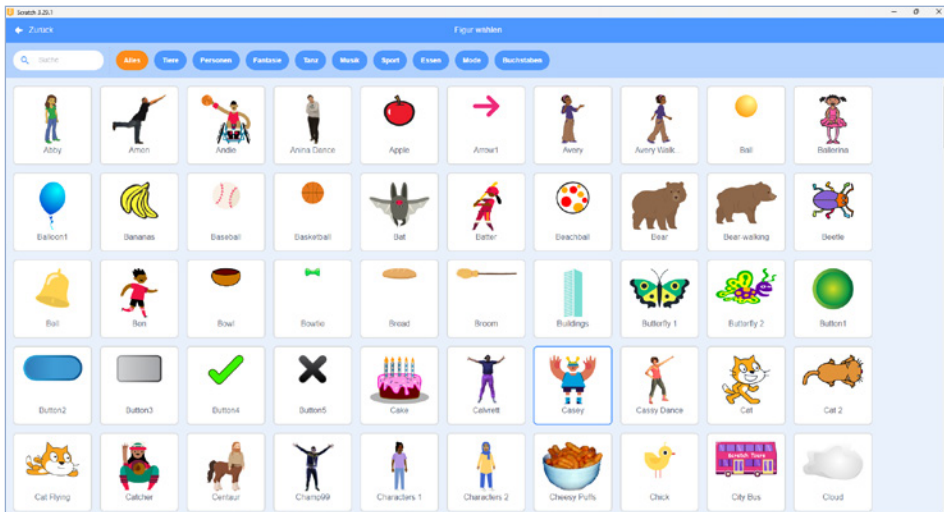 Scratch 3.29.1
Zurück
Figur wählen
Suche
Alles Tiere Personen Fantasie Tanz Musik Sport Essen Mode Buchstaben
Abby Amon Andie Anina Dance Apple Arrow1 Avery Avery Walk... Ball Ballerina
Balloon1 Bananas Baseball Basketball Bat Batter Beachball Bear Bear-walking Beetle
Bell Ben Bowl Bowtie Bread Broom Buildings Butterfly 1 Butterfly 2 Button1
Button2 Button3 Button4 Button5 Cake Calvrett Casey Cassy Dance Cat Cat 2
Scratch Tours
Cat Flying Catcher Centaur Champ99 Characters 1 Characters 2 Cheesy Puffs Chick City Bus Cloud